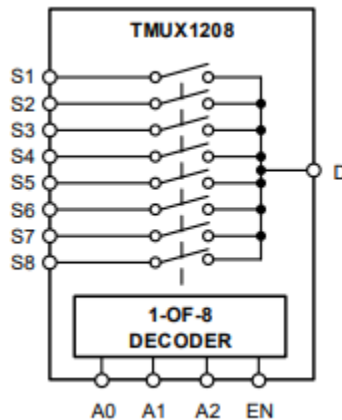 TMUX1208
S1
S2
S3
S4
S5
S6
S7
S8
D
1-OF-8
DECODER
A0 A1 A2 EN